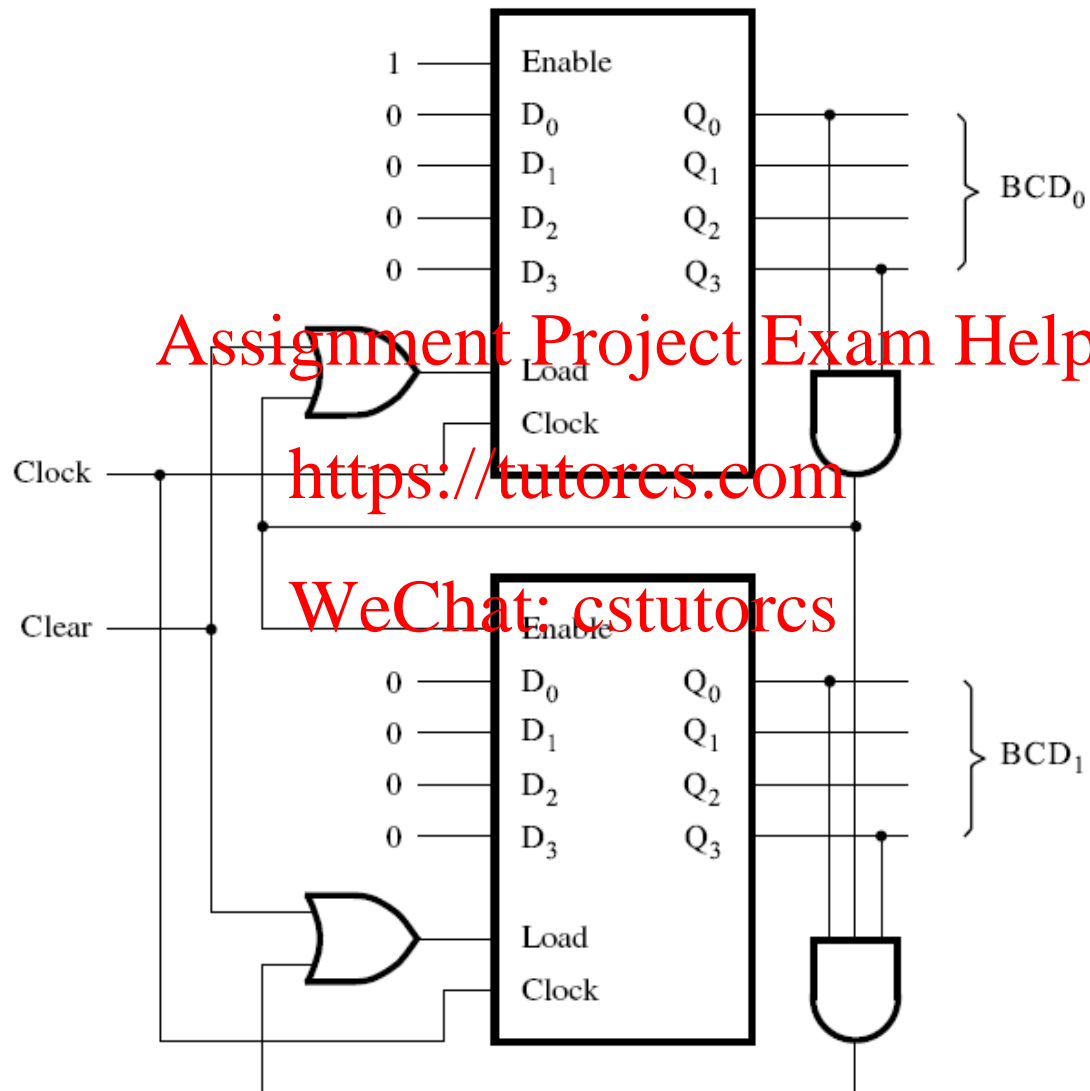 1 Enable
0 D0 Q0
0 D1 Q1
BCD0
0 D2 Q2
0 D3 Q3
Assignment Project Exam Help
Load
Clock
Clock
https://tutorcs.com
WeChat: cstutorcs
Clear
Enable
0 D0 Q0
0 D1 Q1
BCD1
0 D2 Q2
0 D3 Q3
Load
Clock